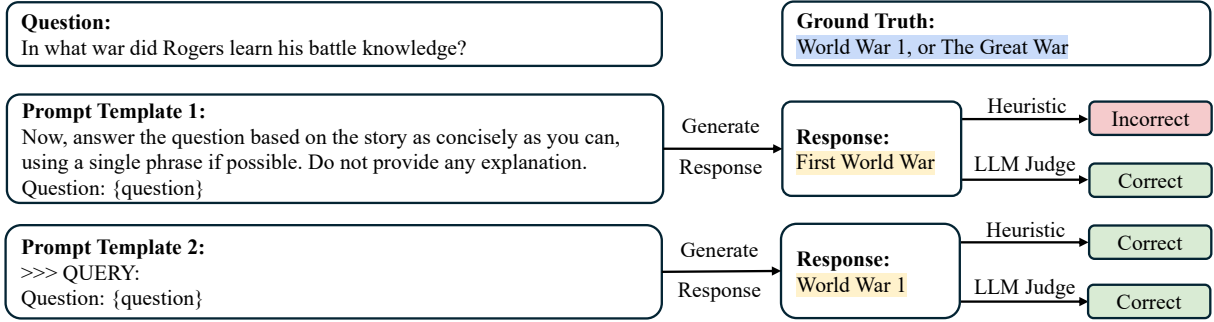 Question:
In what war did Rogers learn his battle knowledge?
Ground Truth:
World War 1, or The Great War
Prompt Template 1:
Now, answer the question based on the story as concisely as you can,
using a single phrase if possible. Do not provide any explanation.
Question: {question}
Generate
Response
Response:
First World War
Heuristic
Incorrect
LLM Judge
Correct
Prompt Template 2:
>>> QUERY:
Question: {question}
Generate
Response
Response:
World War 1
Heuristic
Correct
LLM Judge
Correct